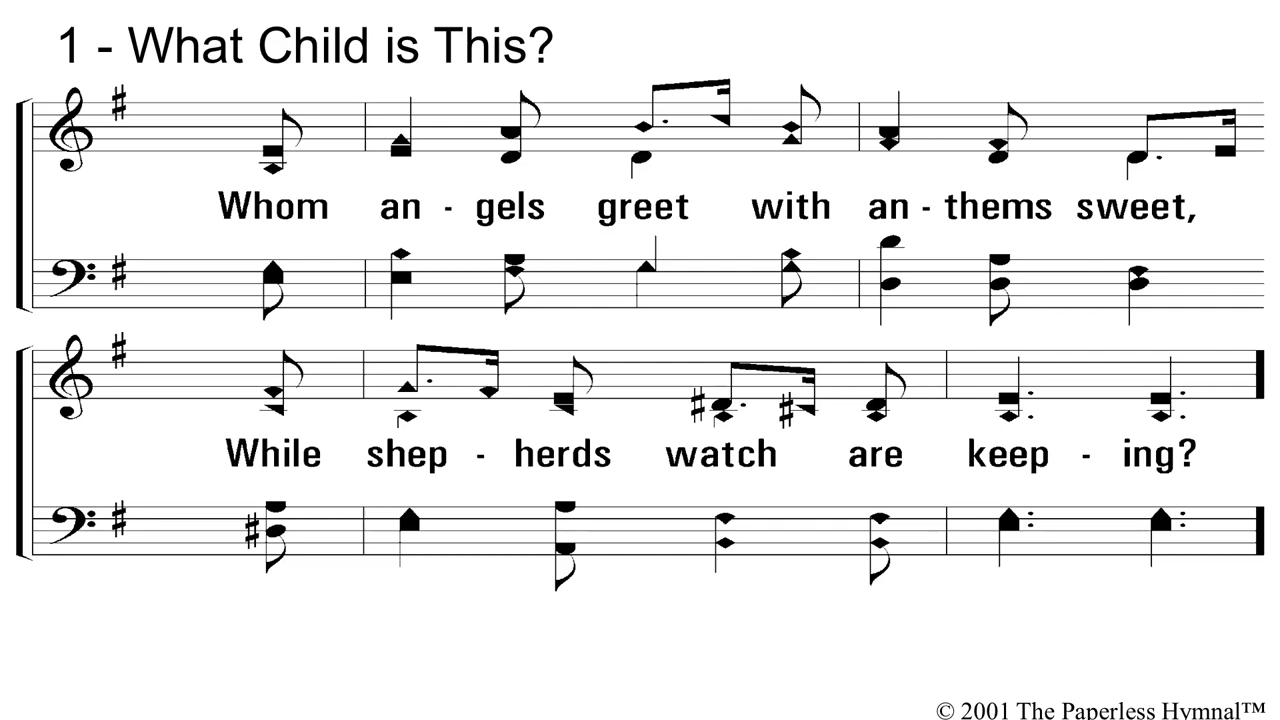 1 - What Child is This?
Whom an - gels greet with an - thems sweet,
While shep - herds watch are keep - ing?
© 2001 The Paperless Hymnal™